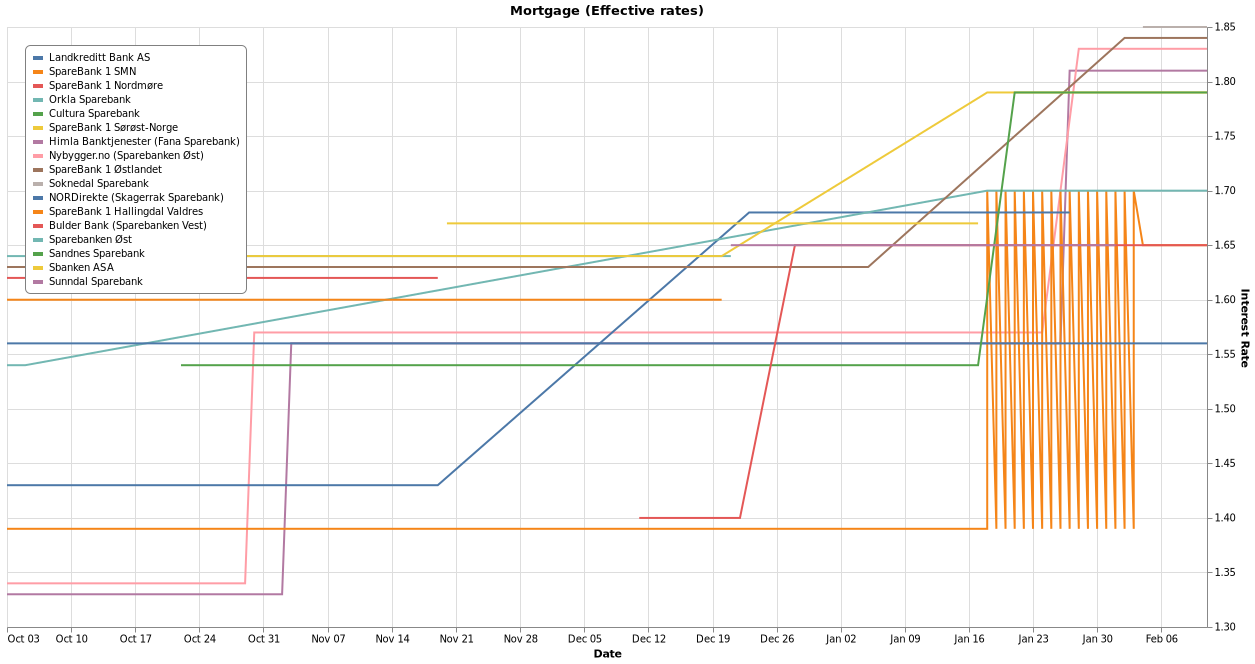 Mortgage (Effective rates)
Landkreditt Bank AS
SpareBank 1 SMN
SpareBank 1 Nordmøre
Orkla Sparebank
Cultura Sparebank
SpareBank 1 Sørøst-Norge
Himla Banktjenester (Fana Sparebank)
Nybygger.no (Sparebanken Øst)
SpareBank 1 Østlandet
Soknedal Sparebank
NORDirekte (Skagerrak Sparebank)
SpareBank 1 Hallingdal Valdres
Bulder Bank (Sparebanken Vest)
Sparebanken Øst
Sandnes Sparebank
Sbanken ASA
Sunndal Sparebank
1.85
1.80
1.75
1.70
1.65
1.60
1.55
1.50
1.45
1.40
1.35
1.30
Interest Rate
Oct 03 Oct 10 Oct 17 Oct 24 Oct 31 Nov 07 Nov 14 Nov 21 Nov 28 Dec 05 Dec 12 Dec 19 Dec 26 Jan 02 Jan 09 Jan 16 Jan 23 Jan 30 Feb 06
Date